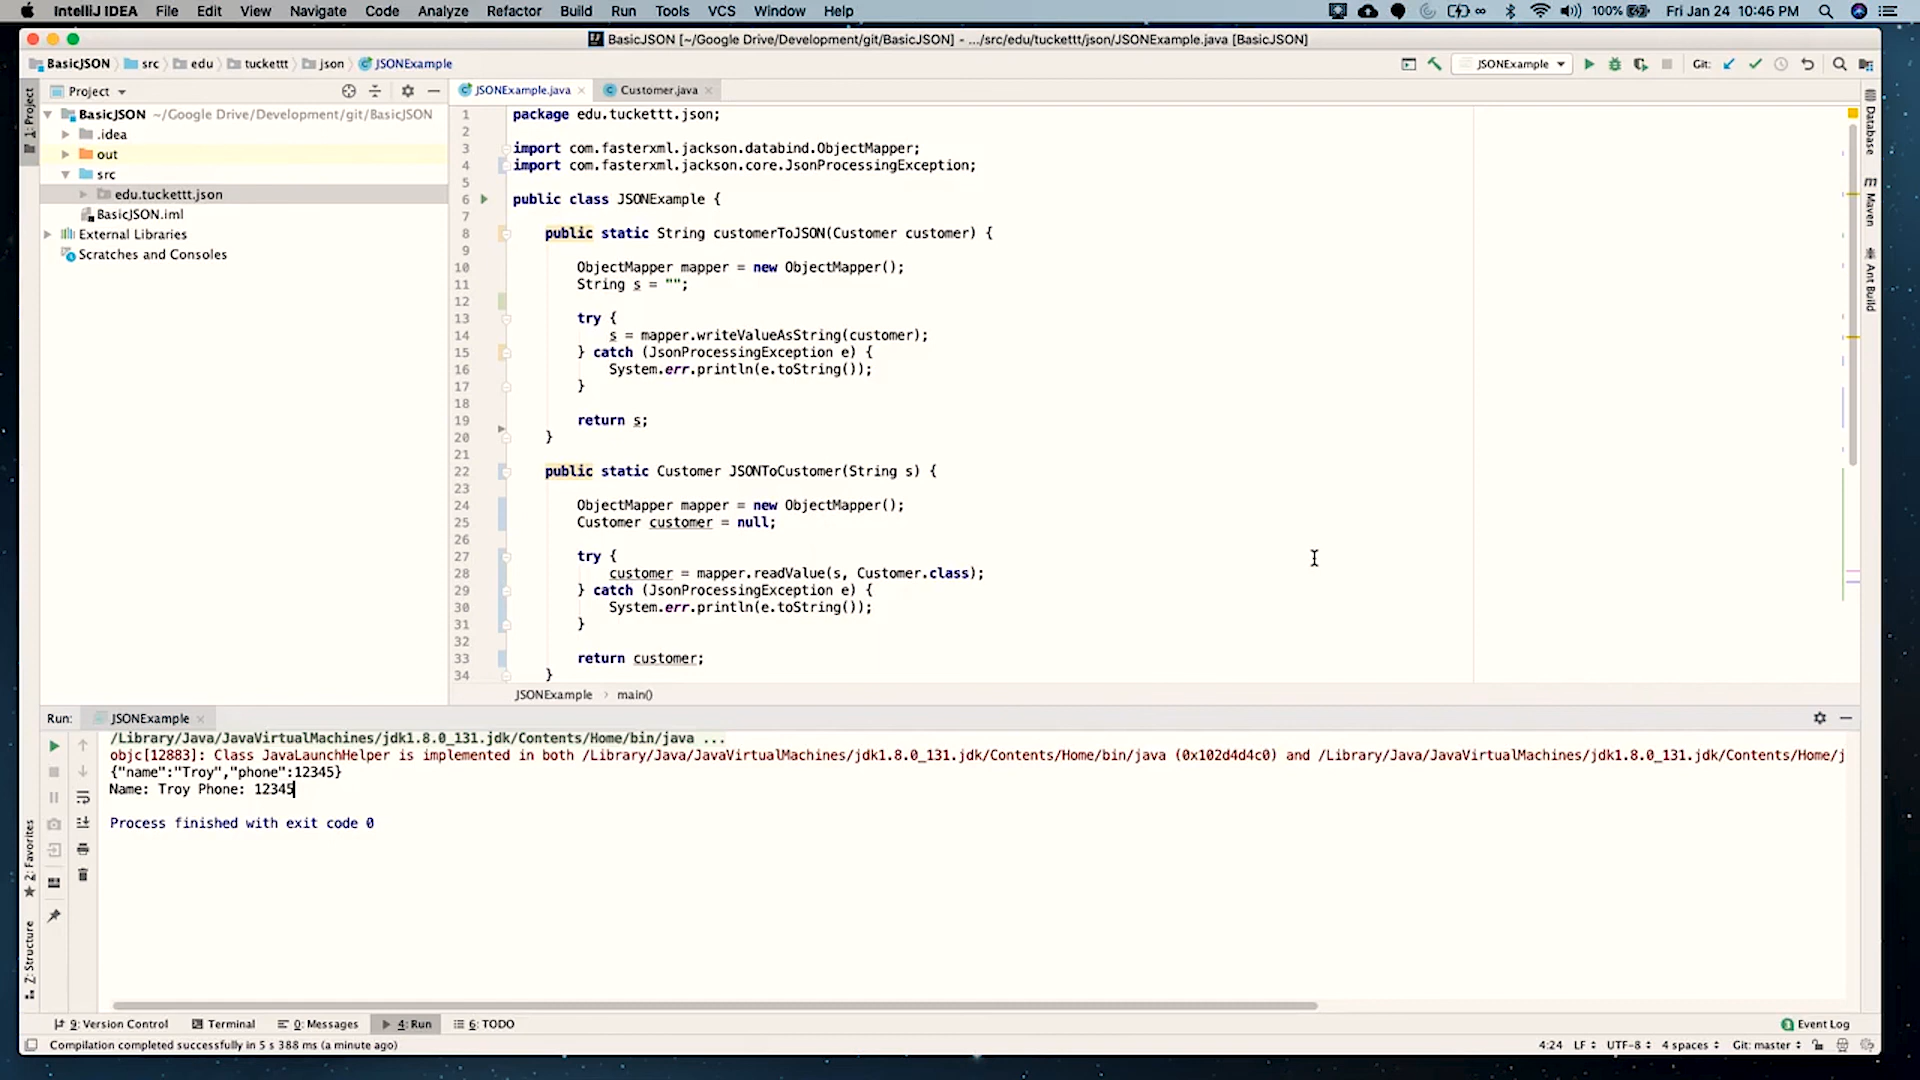 IntelliJ IDEA File Edit View Navigate Code Analyze Refactor Build Run Tools VCS Window Help 100% Fri Jan 24 10:46 PM
BasicJSON [~/Google Drive/Development/git/BasicJSON] - .../src/edu/tuckettt/json/JSONExample.java [BasicJSON]
BasicJSON src edu tuckettt json JSONExample JSONExample Git:
Project JSONExample.java Customer.java
BasicJSON ~/Google Drive/Development/git/BasicJSON
.idea
out
src
edu.tuckettt.json
BasicJSON.iml
External Libraries
Scratches and Consoles
1: Project
2: Favorites
Z: Structure
1 package edu.tuckettt.json;
2
3 import com.fasterxml.jackson.databind.ObjectMapper;
4 import com.fasterxml.jackson.core.JsonProcessingException;
5
6 public class JSONExample {
7
8 public static String customerToJSON(Customer customer) {
9
10 ObjectMapper mapper = new ObjectMapper();
11 String s = "";
12
13 try {
14 s = mapper.writeValueAsString(customer);
15 } catch (JsonProcessingException e) {
16 System.err.println(e.toString());
17 }
18
19 return s;
20 }
21
22 public static Customer JSONToCustomer(String s) {
23
24 ObjectMapper mapper = new ObjectMapper();
25 Customer customer = null;
26
27 try {
28 customer = mapper.readValue(s, Customer.class);
29 } catch (JsonProcessingException e) {
30 System.err.println(e.toString());
31 }
32
33 return customer;
34 }
JSONExample main()
Database
Maven
Ant Build
Run: JSONExample
/Library/Java/JavaVirtualMachines/jdk1.8.0_131.jdk/Contents/Home/bin/java ...
objc[12883]: Class JavaLaunchHelper is implemented in both /Library/Java/JavaVirtualMachines/jdk1.8.0_131.jdk/Contents/Home/bin/java (0x102d4d4c0) and /Library/Java/JavaVirtualMachines/jdk1.8.0_131.jdk/Contents/Home/j
{"name":"Troy","phone":12345}
Name: Troy Phone: 12345
Process finished with exit code 0
9: Version Control Terminal 0: Messages 4: Run 6: TODO 3 Event Log
Compilation completed successfully in 5 s 388 ms (a minute ago) 4:24 LF UTF-8 4 spaces Git: master